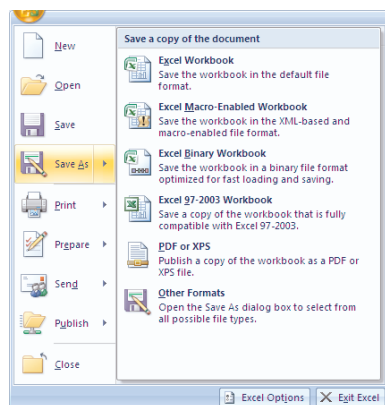 New
Open
Save
Save As
Print
Prepare
Send
Publish
Close
Save a copy of the document
Excel Workbook
Save the workbook in the default file
format.
Excel Macro-Enabled Workbook
Save the workbook in the XML-based and
macro-enabled file format.
Excel Binary Workbook
Save the workbook in a binary file format
optimized for fast loading and saving.
Excel 97-2003 Workbook
Save a copy of the workbook that is fully
compatible with Excel 97-2003.
PDF or XPS
Publish a copy of the workbook as a PDF or
XPS file.
Other Formats
Open the Save As dialog box to select from
all possible file types.
Excel Options
Exit Excel